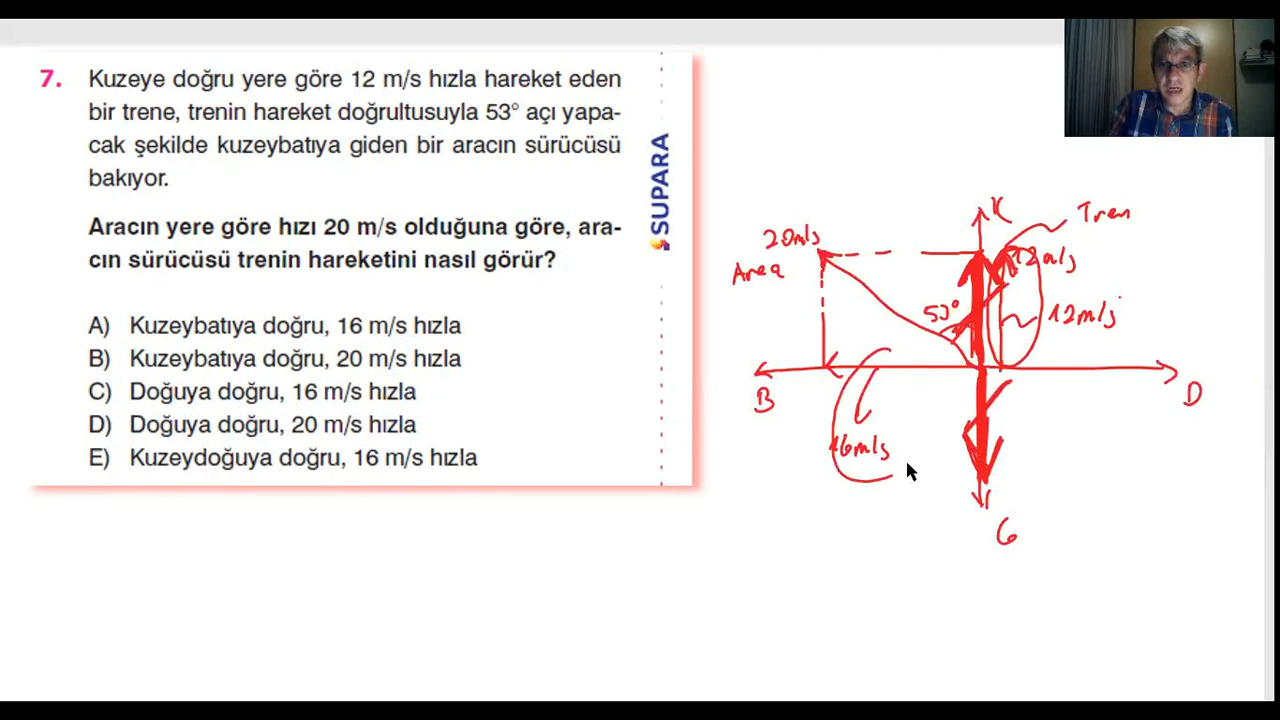 7. Kuzeye doğru yere göre 12 m/s hızla hareket eden
bir trene, trenin hareket doğrultusuyla 53° açı yapa-
cak şekilde kuzeybatıya giden bir aracın sürücüsü
bakıyor.
Aracın yere göre hızı 20 m/s olduğuna göre, ara-
cın sürücüsü trenin hareketini nasıl görür?
A) Kuzeybatıya doğru, 16 m/s hızla
B) Kuzeybatıya doğru, 20 m/s hızla
C) Doğuya doğru, 16 m/s hızla
D) Doğuya doğru, 20 m/s hızla
E) Kuzeydoğuya doğru, 16 m/s hızla
SUPARA
K
Tren
20m/s
Araç
12m/s
53°
12m/s
B
D
16m/s
G